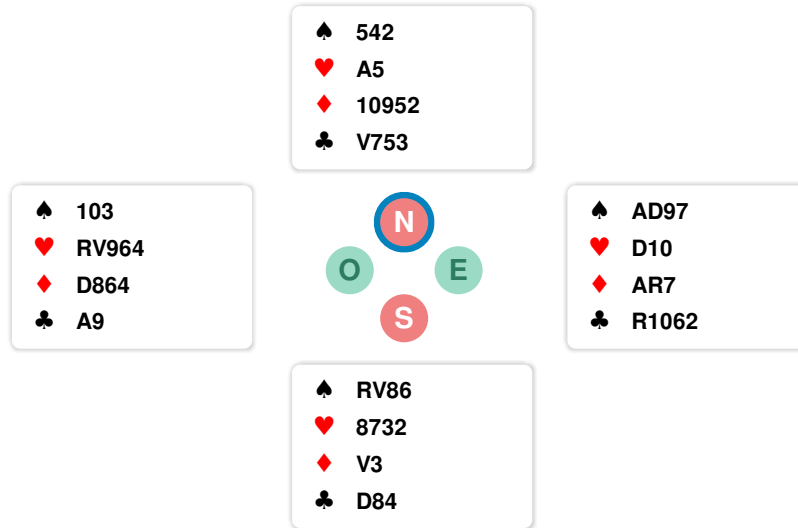 ♠ 542
♥ A5
♦ 10952
♣ V753
♠ 103
♥ RV964
♦ D864
♣ A9
N
O E
S
♠ AD97
♥ D10
♦ AR7
♣ R1062
♠ RV86
♥ 8732
♦ V3
♣ D84